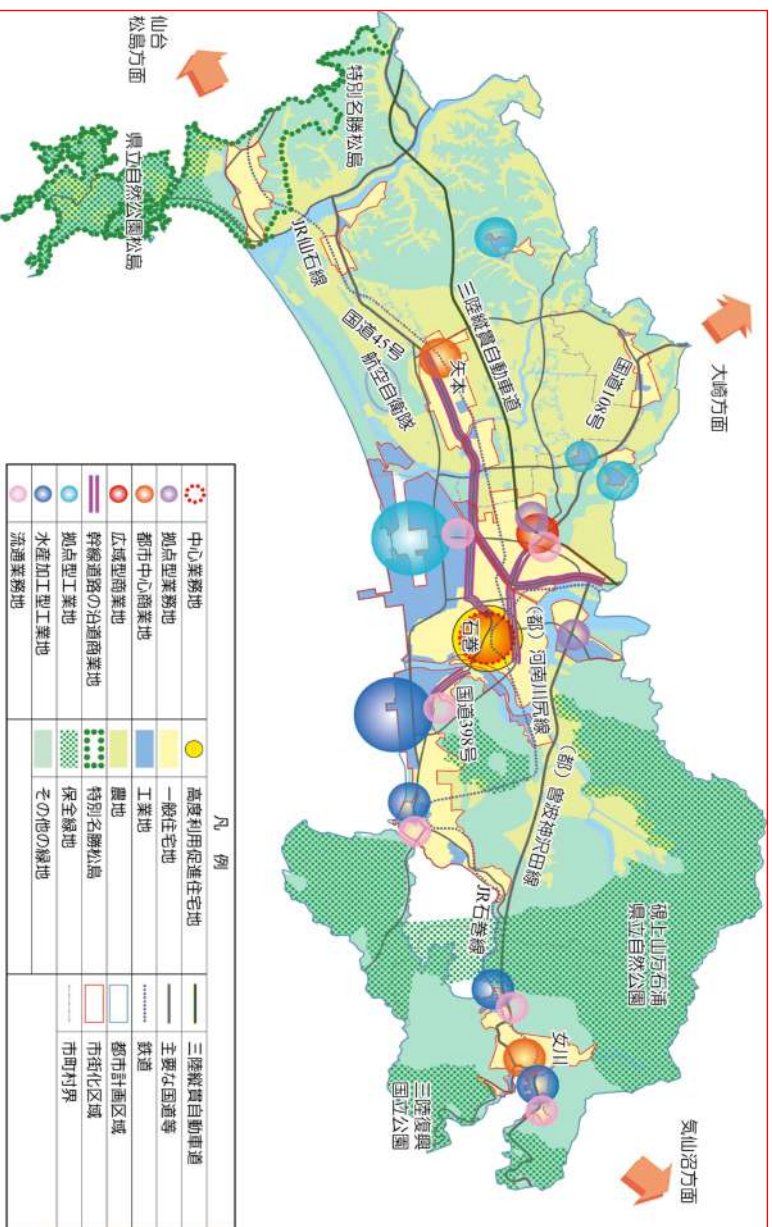 仙台
松島方面
大崎方面
気仙沼方面
特別名勝松島
県立自然公園松島
JR仙石線
三陸縦貫自動車道
国道108号
国道45号
航空自衛隊
矢本
石巻
(都) 河南川尻線
(都) 曽波神沢田線
国道398号
JR石巻線
硯上山万石浦
県立自然公園
女川
三陸復興
国立公園
凡 例
中心業務地
拠点型業務地
都市中心商業地
広域型商業地
幹線道路の沿道商業地
拠点型工業地
水産加工型工業地
流通業務地
高度利用促進住宅地
一般住宅地
工業地
農地
特別名勝松島
保全緑地
その他の緑地
三陸縦貫自動車道
主要な国道等
鉄道
都市計画区域
市街化区域
市町村界